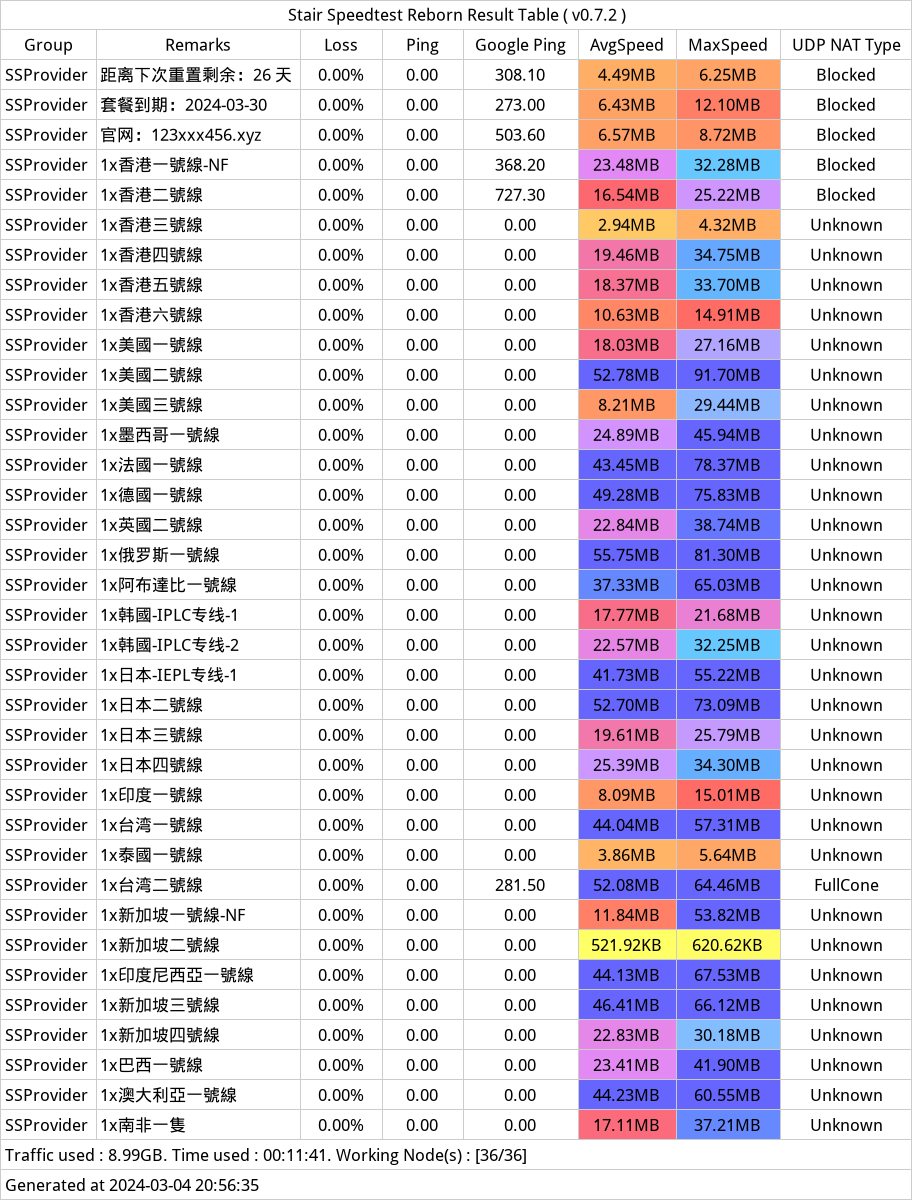 Stair Speedtest Reborn Result Table ( v0.7.2 )
Group Remarks Loss Ping Google Ping AvgSpeed MaxSpeed UDP NAT Type
SSProvider 距离下次重置剩余：26 天 0.00% 0.00 308.10 4.49MB 6.25MB Blocked
SSProvider 套餐到期：2024-03-30 0.00% 0.00 273.00 6.43MB 12.10MB Blocked
SSProvider 官网：123xxx456.xyz 0.00% 0.00 503.60 6.57MB 8.72MB Blocked
SSProvider 1x香港一號線-NF 0.00% 0.00 368.20 23.48MB 32.28MB Blocked
SSProvider 1x香港二號線 0.00% 0.00 727.30 16.54MB 25.22MB Blocked
SSProvider 1x香港三號線 0.00% 0.00 0.00 2.94MB 4.32MB Unknown
SSProvider 1x香港四號線 0.00% 0.00 0.00 19.46MB 34.75MB Unknown
SSProvider 1x香港五號線 0.00% 0.00 0.00 18.37MB 33.70MB Unknown
SSProvider 1x香港六號線 0.00% 0.00 0.00 10.63MB 14.91MB Unknown
SSProvider 1x美國一號線 0.00% 0.00 0.00 18.03MB 27.16MB Unknown
SSProvider 1x美國二號線 0.00% 0.00 0.00 52.78MB 91.70MB Unknown
SSProvider 1x美國三號線 0.00% 0.00 0.00 8.21MB 29.44MB Unknown
SSProvider 1x墨西哥一號線 0.00% 0.00 0.00 24.89MB 45.94MB Unknown
SSProvider 1x法國一號線 0.00% 0.00 0.00 43.45MB 78.37MB Unknown
SSProvider 1x德國一號線 0.00% 0.00 0.00 49.28MB 75.83MB Unknown
SSProvider 1x英國二號線 0.00% 0.00 0.00 22.84MB 38.74MB Unknown
SSProvider 1x俄罗斯一號線 0.00% 0.00 0.00 55.75MB 81.30MB Unknown
SSProvider 1x阿布達比一號線 0.00% 0.00 0.00 37.33MB 65.03MB Unknown
SSProvider 1x韩國-IPLC专线-1 0.00% 0.00 0.00 17.77MB 21.68MB Unknown
SSProvider 1x韩國-IPLC专线-2 0.00% 0.00 0.00 22.57MB 32.25MB Unknown
SSProvider 1x日本-IEPL专线-1 0.00% 0.00 0.00 41.73MB 55.22MB Unknown
SSProvider 1x日本二號線 0.00% 0.00 0.00 52.70MB 73.09MB Unknown
SSProvider 1x日本三號線 0.00% 0.00 0.00 19.61MB 25.79MB Unknown
SSProvider 1x日本四號線 0.00% 0.00 0.00 25.39MB 34.30MB Unknown
SSProvider 1x印度一號線 0.00% 0.00 0.00 8.09MB 15.01MB Unknown
SSProvider 1x台湾一號線 0.00% 0.00 0.00 44.04MB 57.31MB Unknown
SSProvider 1x泰國一號線 0.00% 0.00 0.00 3.86MB 5.64MB Unknown
SSProvider 1x台湾二號線 0.00% 0.00 281.50 52.08MB 64.46MB FullCone
SSProvider 1x新加坡一號線-NF 0.00% 0.00 0.00 11.84MB 53.82MB Unknown
SSProvider 1x新加坡二號線 0.00% 0.00 0.00 521.92KB 620.62KB Unknown
SSProvider 1x印度尼西亞一號線 0.00% 0.00 0.00 44.13MB 67.53MB Unknown
SSProvider 1x新加坡三號線 0.00% 0.00 0.00 46.41MB 66.12MB Unknown
SSProvider 1x新加坡四號線 0.00% 0.00 0.00 22.83MB 30.18MB Unknown
SSProvider 1x巴西一號線 0.00% 0.00 0.00 23.41MB 41.90MB Unknown
SSProvider 1x澳大利亞一號線 0.00% 0.00 0.00 44.23MB 60.55MB Unknown
SSProvider 1x南非一隻 0.00% 0.00 0.00 17.11MB 37.21MB Unknown
Traffic used : 8.99GB. Time used : 00:11:41. Working Node(s) : [36/36]
Generated at 2024-03-04 20:56:35